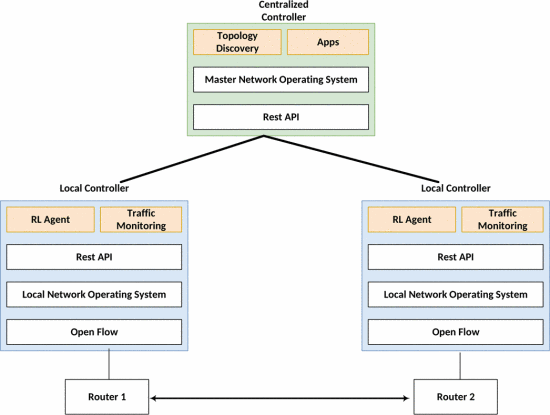 Centralized
Controller
Topology
Discovery
Apps
Master Network Operating System
Rest API
Local Controller
RL Agent
Traffic
Monitoring
Rest API
Local Network Operating System
Open Flow
Router 1
Local Controller
RL Agent
Traffic
Monitoring
Rest API
Local Network Operating System
Open Flow
Router 2